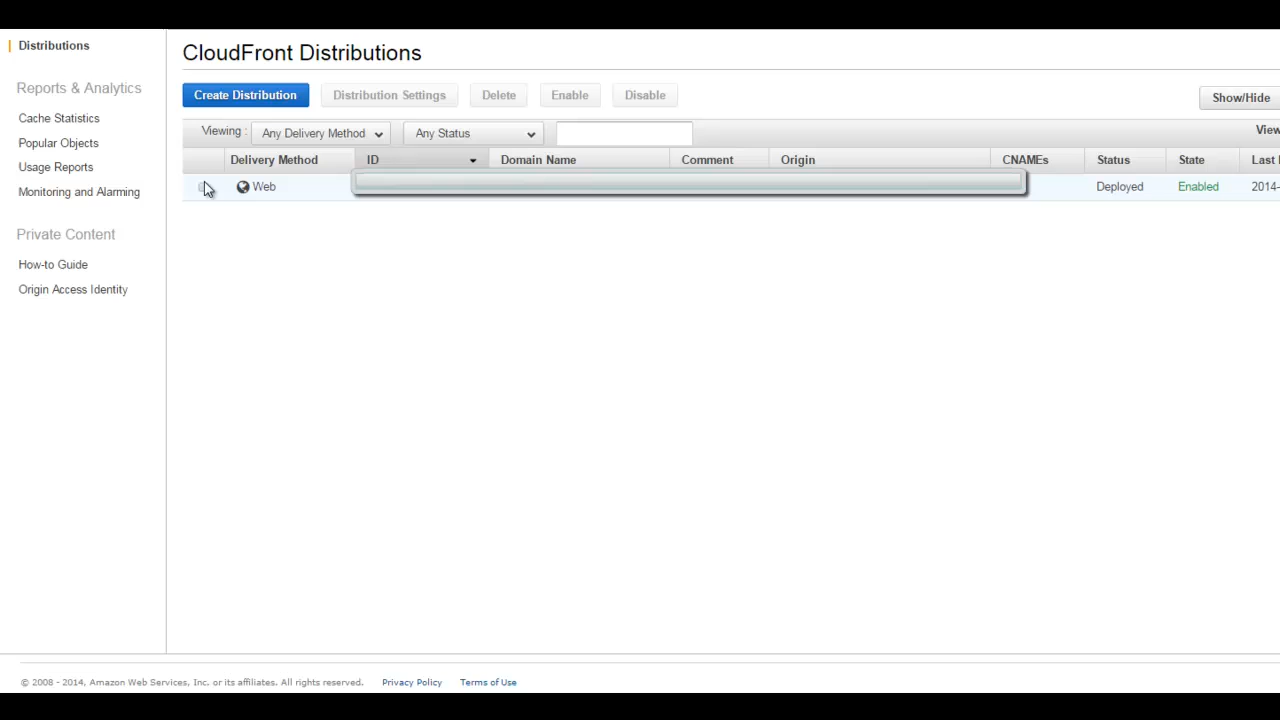 Distributions
Reports & Analytics
Cache Statistics
Popular Objects
Usage Reports
Monitoring and Alarming
Private Content
How-to Guide
Origin Access Identity
CloudFront Distributions
Create Distribution Distribution Settings Delete Enable Disable Show/Hide
Viewing : Any Delivery Method Any Status View
Delivery Method ID Domain Name Comment Origin CNAMEs Status State Last
Web Deployed Enabled 2014-
© 2008 - 2014, Amazon Web Services, Inc. or its affiliates. All rights reserved. Privacy Policy Terms of Use